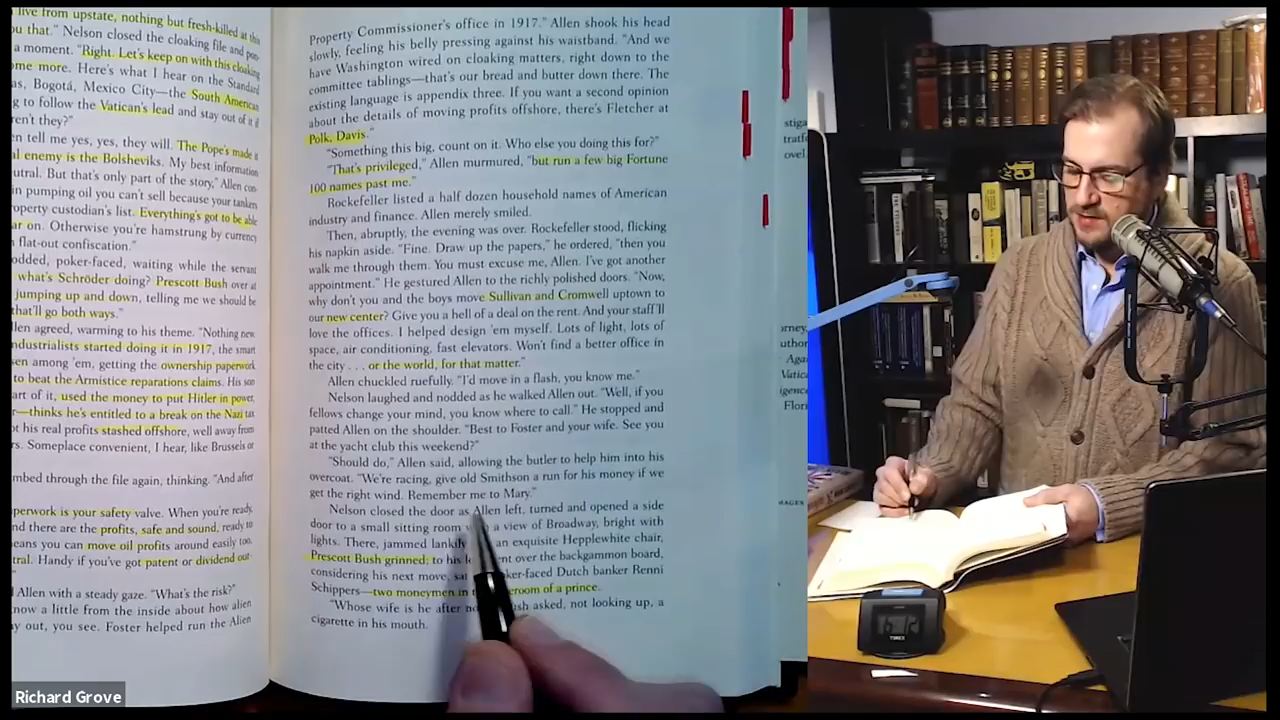 live from upstate, nothing but fresh-killed at this
u that." Nelson closed the cloaking file and
a moment. "Right. Let's keep on with this cloaking
me more. Here's what I hear on the Standard
as, Bogotá, Mexico City—the South American
g to follow the Vatican's lead and stay out of it if
ren't they?"
n tell me yes, yes, they will. The Pope's made it
al enemy is the Bolsheviks. My best information
utral. But that's only part of the story," Allen con-
n pumping oil you can't sell because your tankers
operty custodian's list. Everything's got to be able
ar on. Otherwise you're hamstrung by currency
flat-out confiscation."
odded, poker-faced, waiting while the servant
what's Schröder doing? Prescott Bush over at
jumping up and down, telling me we should be
that'll go both ways."
llen agreed, warming to his theme. "Nothing new
ndustrialists started doing it in 1917, the smart
en among 'em, getting the ownership paperwork
to beat the Armistice reparations claims. His son
art of it, used the money to put Hitler in power,
r—thinks he's entitled to a break on the Nazi tax
t his real profits stashed offshore, well away from
rs. Someplace convenient, I hear, like Brussels or
mbed through the file again, thinking. "And after
perwork is your safety valve. When you're ready,
nd there are the profits, safe and sound, ready to
eans you can move oil profits around easily too.
tral. Handy if you've got patent or dividend out-
Allen with a steady gaze. "What's the risk?"
now a little from the inside about how alien
y out, you see. Foster helped run the Alien
Property Commissioner's office in 1917." Allen shook his head
slowly, feeling his belly pressing against his waistband. "And we
have Washington wired on cloaking matters, right down to the
committee tablings—that's our bread and butter down there. The
existing language is appendix three. If you want a second opinion
about the details of moving profits offshore, there's Fletcher at
Polk, Davis."
"Something this big, count on it. Who else you doing this for?"
"That's privileged," Allen murmured, "but run a few big Fortune
100 names past me."
Rockefeller listed a half dozen household names of American
industry and finance. Allen merely smiled.
Then, abruptly, the evening was over. Rockefeller stood, flicking
his napkin aside. "Fine. Draw up the papers," he ordered, "then you
walk me through them. You must excuse me, Allen. I've got another
appointment." He gestured Allen to the richly polished doors. "Now,
why don't you and the boys move Sullivan and Cromwell uptown to
our new center? Give you a hell of a deal on the rent. And your staff'll
love the offices. I helped design 'em myself. Lots of light, lots of
space, air conditioning, fast elevators. Won't find a better office in
the city . . . or the world, for that matter."
Allen chuckled ruefully. "I'd move in a flash, you know me."
Nelson laughed and nodded as he walked Allen out. "Well, if you
fellows change your mind, you know where to call." He stopped and
patted Allen on the shoulder. "Best to Foster and your wife. See you
at the yacht club this weekend?"
"Should do," Allen said, allowing the butler to help him into his
overcoat. "We're racing, give old Smithson a run for his money if we
get the right wind. Remember me to Mary."
Nelson closed the door as Allen left, turned and opened a side
door to a small sitting room a view of Broadway, bright with
lights. There, jammed lankily an exquisite Hepplewhite chair,
Prescott Bush grinned; to his nt over the backgammon board,
considering his next move, sat ker-faced Dutch banker Renni
Schippers—two moneymen in eroom of a prince.
"Whose wife is he after sh asked, not looking up, a
cigarette in his mouth.
Richard Grove
TIMEX